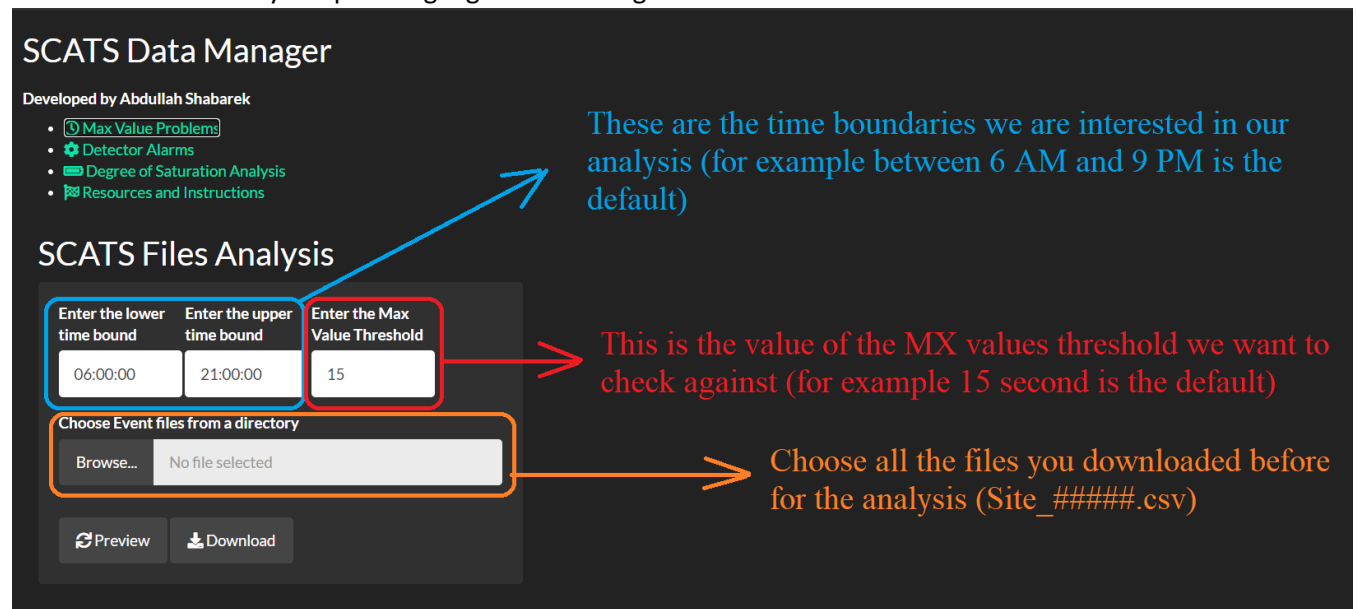 SCATS Data Manager
Developed by Abdullah Shabarek
Max Value Problems
Detector Alarms
Degree of Saturation Analysis
Resources and Instructions
These are the time boundaries we are interested in our
analysis (for example between 6 AM and 9 PM is the
default)
SCATS Files Analysis
Enter the lower
time bound
Enter the upper
time bound
Enter the Max
Value Threshold
06:00:00
21:00:00
15
This is the value of the MX values threshold we want to
check against (for example 15 second is the default)
Choose Event files from a directory
Browse... No file selected
Choose all the files you downloaded before
for the analysis (Site_#####.csv)
Preview
Download